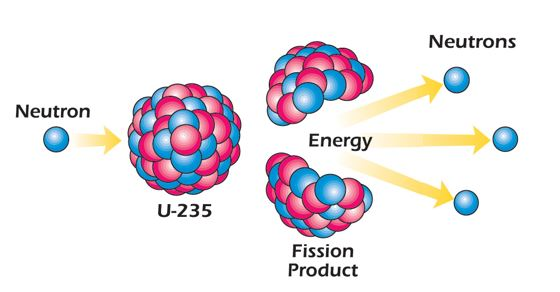 Neutrons
Neutron
Energy
U-235
Fission
Product